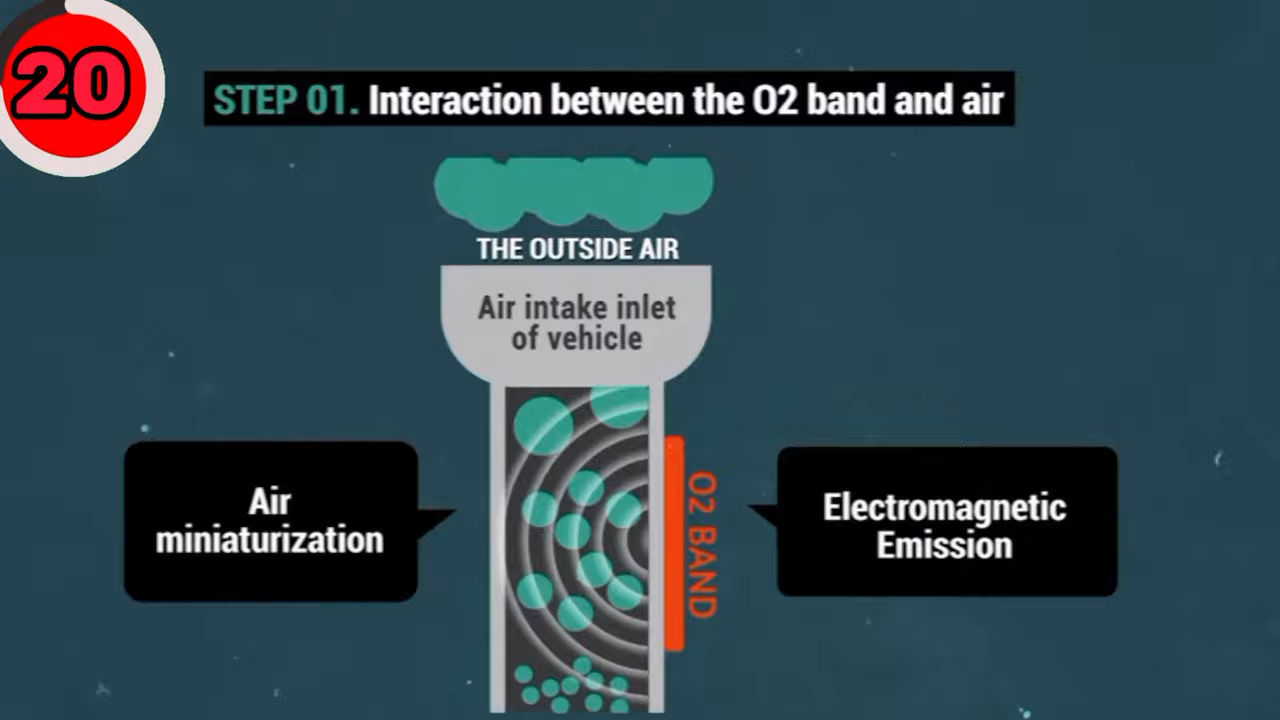 20
STEP 01. Interaction between the O2 band and air
THE OUTSIDE AIR
Air intake inlet
of vehicle
Air
miniaturization
O2 BAND
Electromagnetic
Emission